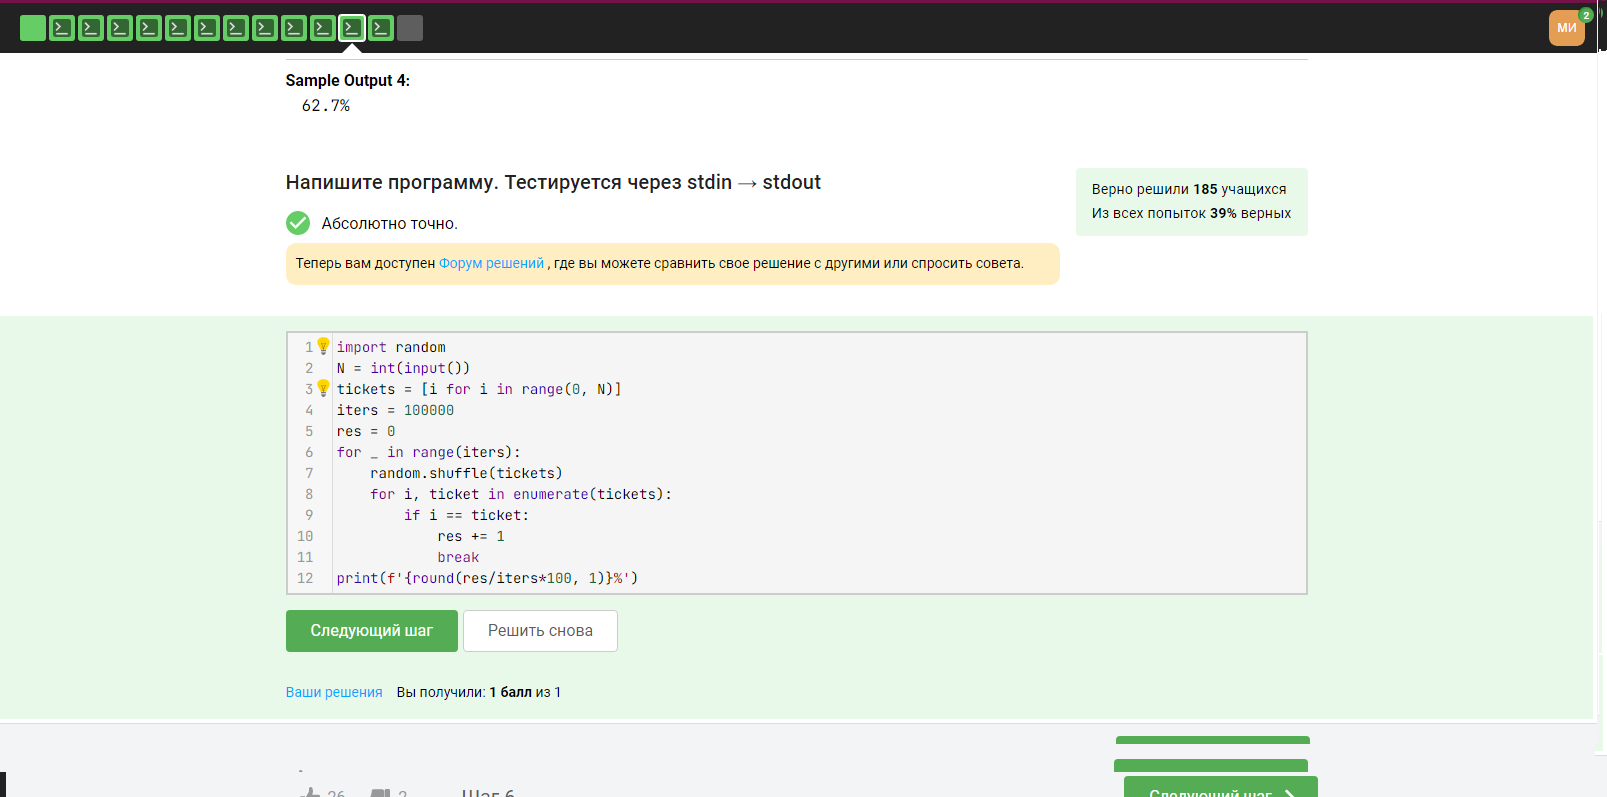 МИ
2
Sample Output 4:
62.7%
Напишите программу. Тестируется через stdin → stdout
Верно решили 185 учащихся
Из всех попыток 39% верных
Абсолютно точно.
Теперь вам доступен Форум решений , где вы можете сравнить свое решение с другими или спросить совета.
1 import random
2 N = int(input())
3 tickets = [i for i in range(0, N)]
4 iters = 100000
5 res = 0
6 for _ in range(iters):
7     random.shuffle(tickets)
8     for i, ticket in enumerate(tickets):
9         if i == ticket:
10             res += 1
11             break
12 print(f'{round(res/iters*100, 1)}%')
Следующий шаг
Решить снова
Ваши решения Вы получили: 1 балл из 1
26 2 Шаг 6
Следующий шаг